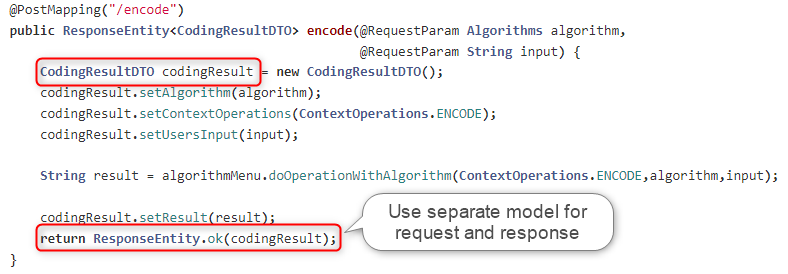 @PostMapping("/encode")
public ResponseEntity<CodingResultDTO> encode(@RequestParam Algorithms algorithm,
@RequestParam String input) {
CodingResultDTO codingResult = new CodingResultDTO();
codingResult.setAlgorithm(algorithm);
codingResult.setContextOperations(ContextOperations.ENCODE);
codingResult.setUsersInput(input);
String result = algorithmMenu.doOperationWithAlgorithm(ContextOperations.ENCODE,algorithm,input);
codingResult.setResult(result);
return ResponseEntity.ok(codingResult);
}
Use separate model for
request and response